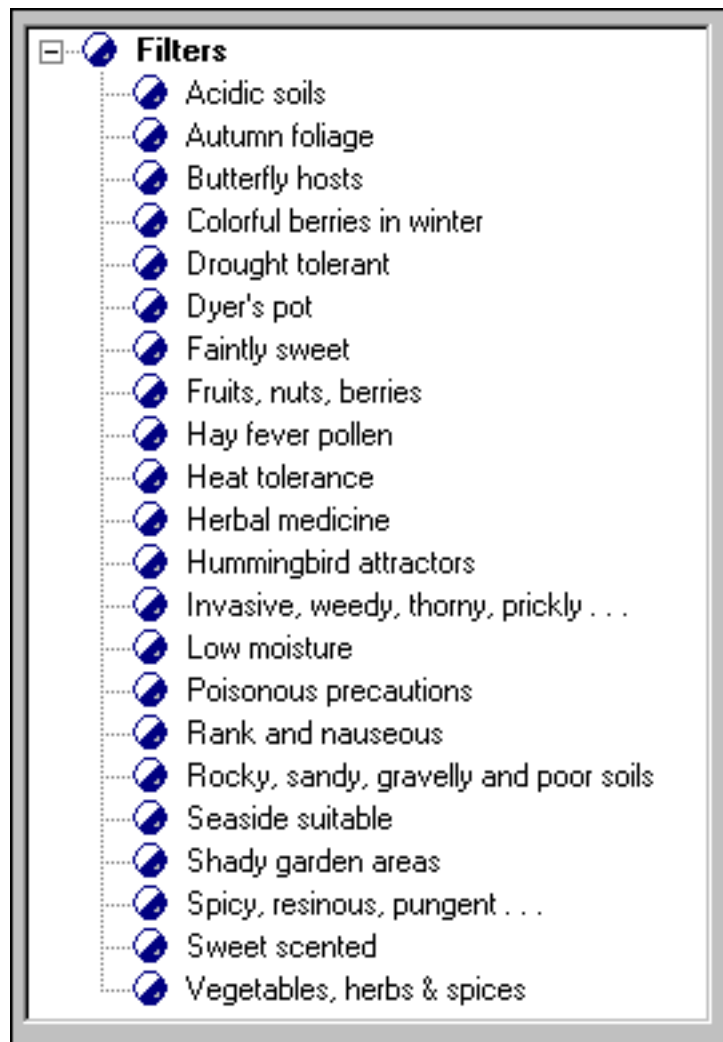 Filters
Acidic soils
Autumn foliage
Butterfly hosts
Colorful berries in winter
Drought tolerant
Dyer's pot
Faintly sweet
Fruits, nuts, berries
Hay fever pollen
Heat tolerance
Herbal medicine
Hummingbird attractors
Invasive, weedy, thorny, prickly . . .
Low moisture
Poisonous precautions
Rank and nauseous
Rocky, sandy, gravelly and poor soils
Seaside suitable
Shady garden areas
Spicy, resinous, pungent . . .
Sweet scented
Vegetables, herbs & spices